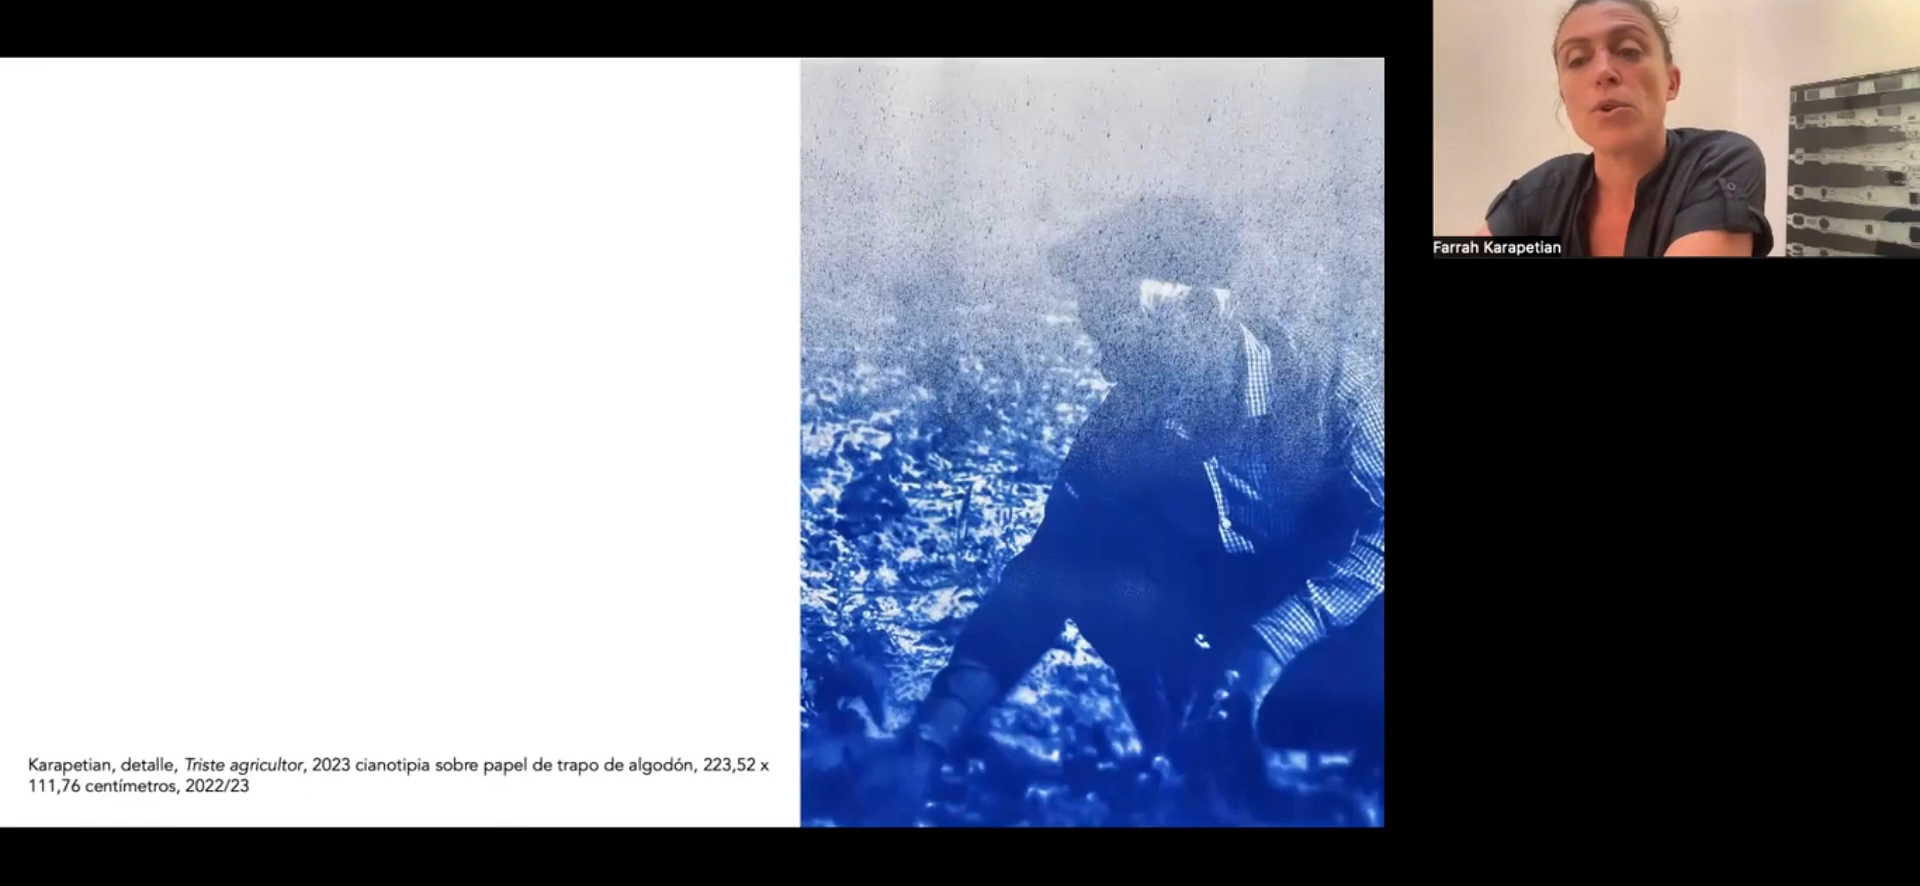 Farrah Karapetian
Karapetian, detalle, Triste agricultor, 2023 cianotipia sobre papel de trapo de algodón, 223,52 x
111,76 centímetros, 2022/23